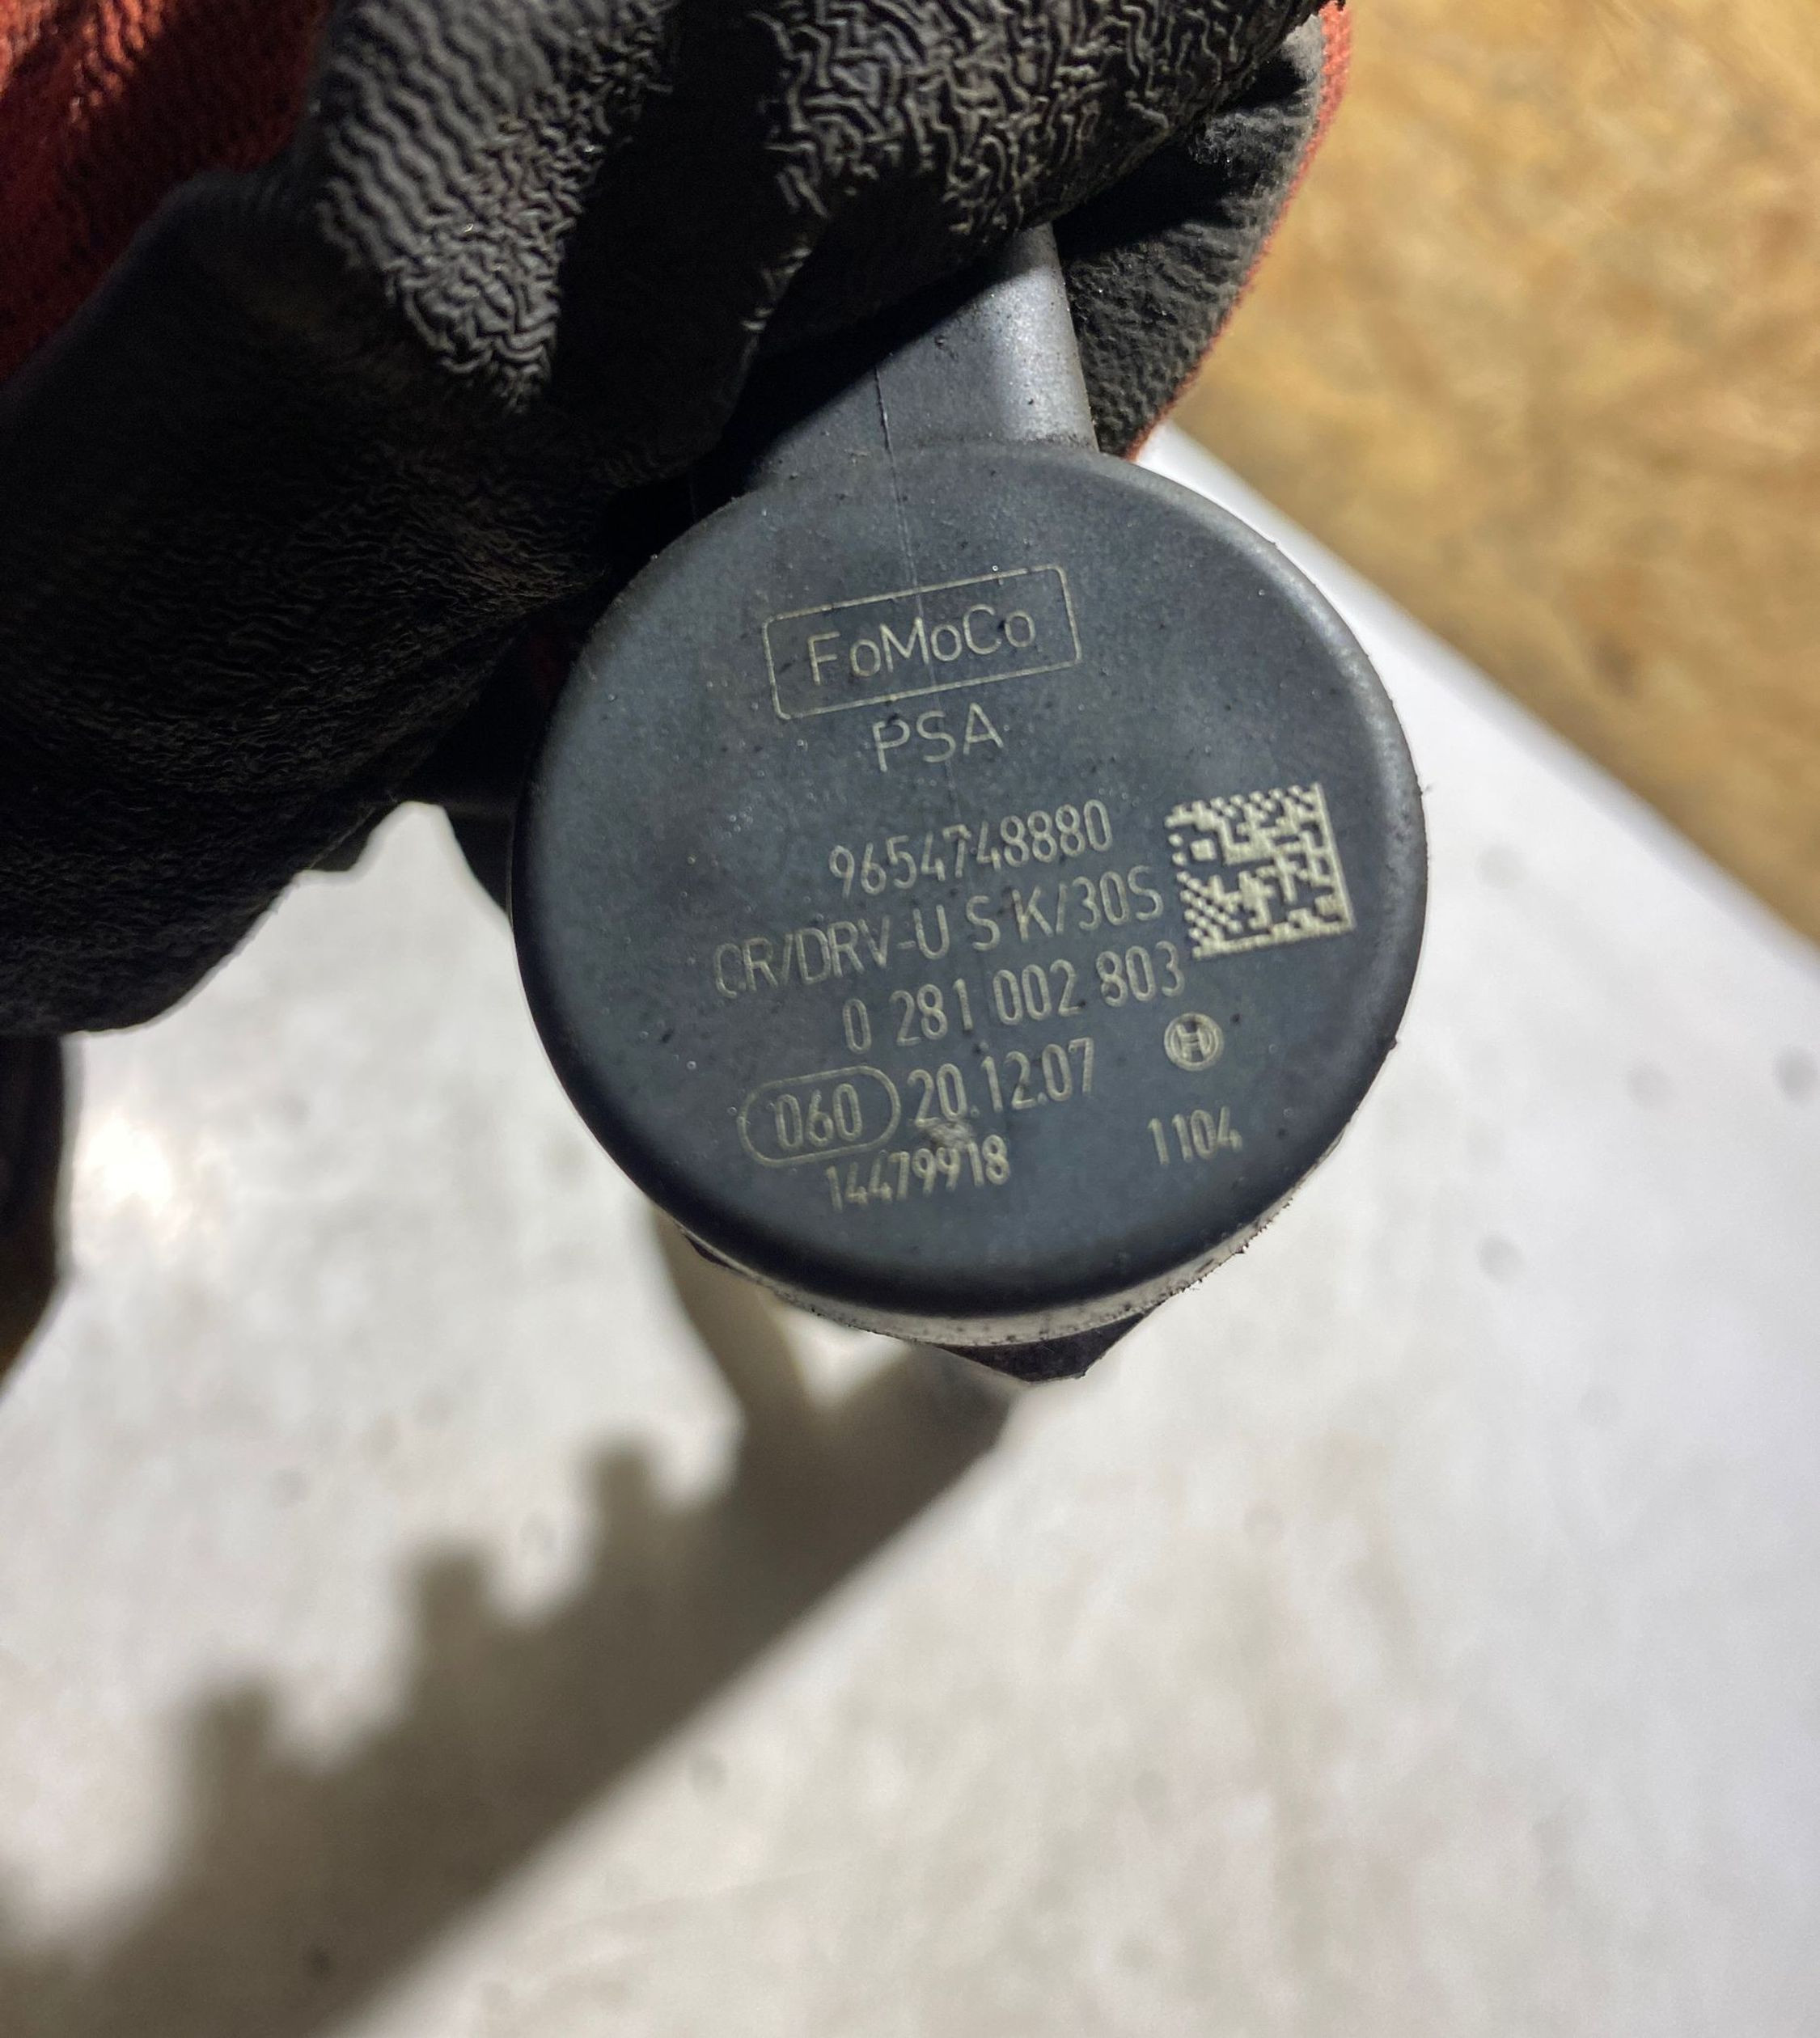 FoMoCo
PSA
9654748880
CR/DRV-U S K/30S
0 281 002 803
060 20.12.07
14479918 1104